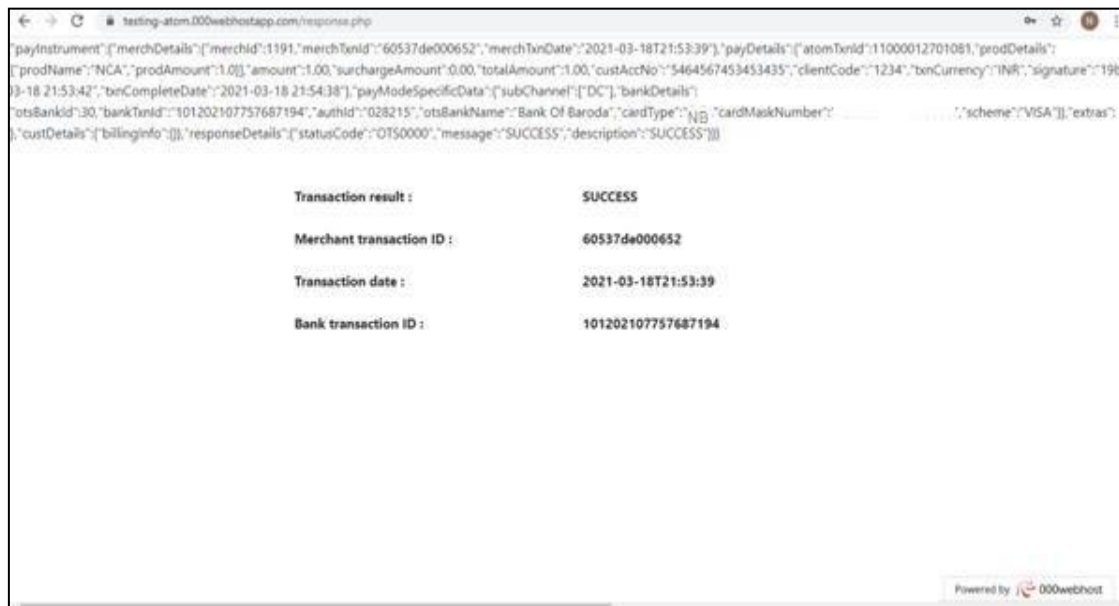 testing-atom.000webhostapp.com/response.php
N
"payInstrument":{"merchDetails":{"merchId":1191,"merchTxnId":"60537de000652","merchTxnDate":"2021-03-18T21:53:39"},"payDetails":{"atomTxnId":11000012701081,"prodDetails":
[{"prodName":"NCA","prodAmount":1.0}],"amount":1.00,"surchargeAmount":0.00,"totalAmount":1.00,"custAccNo":"5464567453453435","clientCode":"1234","txnCurrency":"INR","signature":"19b
03-18 21:53:42","txnCompleteDate":"2021-03-18 21:54:38"},"payModeSpecificData":{"subChannel":["DC"],"bankDetails":
"otsBankId":30,"bankTxnId":"101202107757687194","authId":"028215","otsBankName":"Bank Of Baroda","cardType":"NB","cardMaskNumber":" ","scheme":"VISA"}},"extras":
},"custDetails":{"billingInfo":{}},"responseDetails":{"statusCode":"OTS0000","message":"SUCCESS","description":"SUCCESS"}}}
Transaction result : SUCCESS
Merchant transaction ID : 60537de000652
Transaction date : 2021-03-18T21:53:39
Bank transaction ID : 101202107757687194
Powered by 000webhost